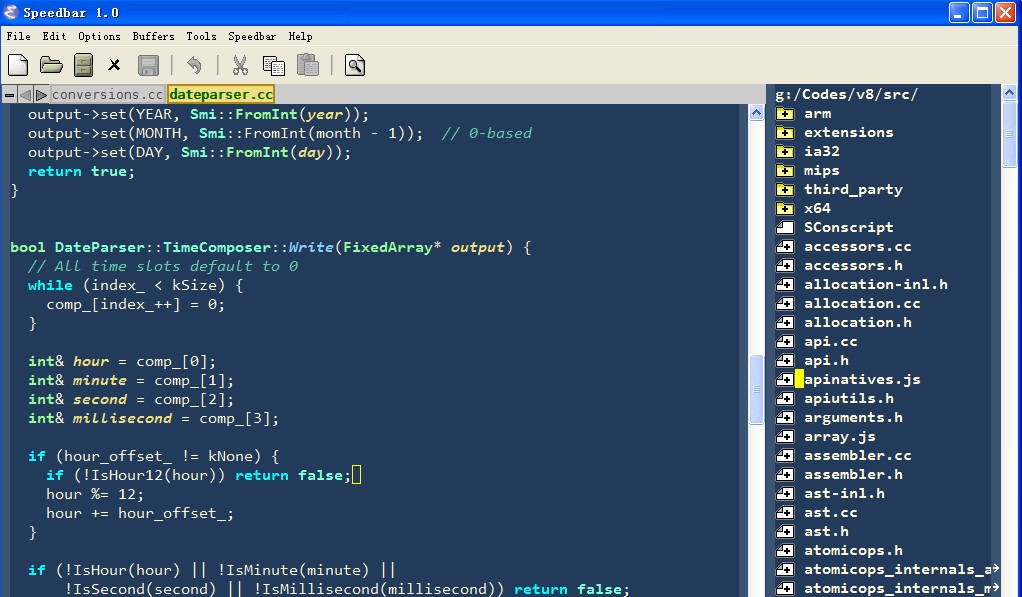 Speedbar 1.0
File Edit Options Buffers Tools Speedbar Help
conversions.cc dateparser.cc
output->set(YEAR, Smi::FromInt(year));
output->set(MONTH, Smi::FromInt(month - 1)); // 0-based
output->set(DAY, Smi::FromInt(day));
return true;
}
bool DateParser::TimeComposer::Write(FixedArray* output) {
// All time slots default to 0
while (index_ < kSize) {
comp_[index_++] = 0;
}
int& hour = comp_[0];
int& minute = comp_[1];
int& second = comp_[2];
int& millisecond = comp_[3];
if (hour_offset_ != kNone) {
if (!IsHour12(hour)) return false;
hour %= 12;
hour += hour_offset_;
}
if (!IsHour(hour) || !IsMinute(minute) ||
!IsSecond(second) || !IsMillisecond(millisecond)) return false;
g:/Codes/v8/src/
arm
extensions
ia32
mips
third_party
x64
SConscript
accessors.cc
accessors.h
allocation-inl.h
allocation.cc
allocation.h
api.cc
api.h
apinatives.js
apiutils.h
arguments.h
array.js
assembler.cc
assembler.h
ast-inl.h
ast.cc
ast.h
atomicops.h
atomicops_internals_a
atomicops_internals_m